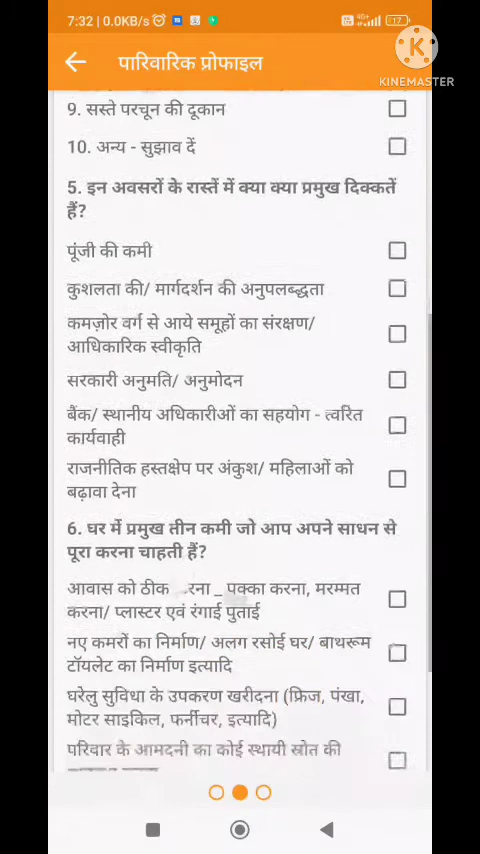 7:32 | 0.0KB/s
17
KINEMASTER
पारिवारिक प्रोफाइल
9. सस्ते परचून की दूकान
10. अन्य - सुझाव दें
5. इन अवसरों के रास्तें में क्या क्या प्रमुख दिक्कतें
हैं?
पूंजी की कमी
कुशलता की/ मार्गदर्शन की अनुपलब्द्धता
कमज़ोर वर्ग से आये समूहों का संरक्षण/
आधिकारिक स्वीकृति
सरकारी अनुमति/ अनुमोदन
बैंक/ स्थानीय अधिकारीओं का सहयोग - त्वरित
कार्यवाही
राजनीतिक हस्तक्षेप पर अंकुश/ महिलाओं को
बढ़ावा देना
6. घर में प्रमुख तीन कमी जो आप अपने साधन से
पूरा करना चाहती हैं?
आवास को ठीक _ पक्का करना, मरम्मत
करना/ प्लास्टर एवं रंगाई पुताई
नए कमरों का निर्माण/ अलग रसोई घर/ बाथरूम
टॉयलेट का निर्माण इत्यादि
घरेलु सुविधा के उपकरण खरीदना (फ्रिज, पंखा,
मोटर साइकिल, फर्नीचर, इत्यादि)
परिवार के आमदनी का कोई स्थायी स्रोत की